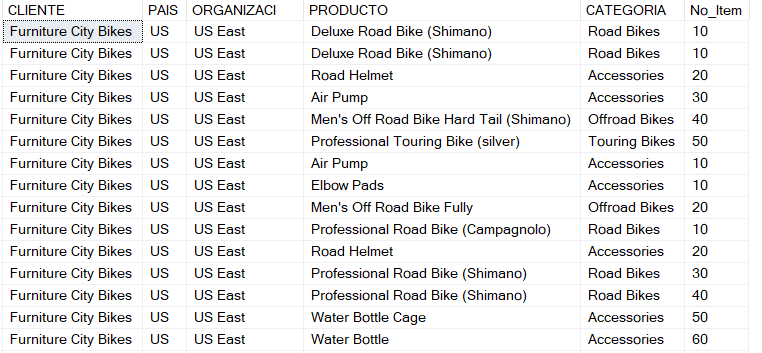 CLIENTE PAIS ORGANIZACI PRODUCTO CATEGORIA No_Item
Furniture City Bikes US US East Deluxe Road Bike (Shimano) Road Bikes 10
Furniture City Bikes US US East Deluxe Road Bike (Shimano) Road Bikes 10
Furniture City Bikes US US East Road Helmet Accessories 20
Furniture City Bikes US US East Air Pump Accessories 30
Furniture City Bikes US US East Men's Off Road Bike Hard Tail (Shimano) Offroad Bikes 40
Furniture City Bikes US US East Professional Touring Bike (silver) Touring Bikes 50
Furniture City Bikes US US East Air Pump Accessories 10
Furniture City Bikes US US East Elbow Pads Accessories 10
Furniture City Bikes US US East Men's Off Road Bike Fully Offroad Bikes 20
Furniture City Bikes US US East Professional Road Bike (Campagnolo) Road Bikes 10
Furniture City Bikes US US East Road Helmet Accessories 20
Furniture City Bikes US US East Professional Road Bike (Shimano) Road Bikes 30
Furniture City Bikes US US East Professional Road Bike (Shimano) Road Bikes 40
Furniture City Bikes US US East Water Bottle Cage Accessories 50
Furniture City Bikes US US East Water Bottle Accessories 60